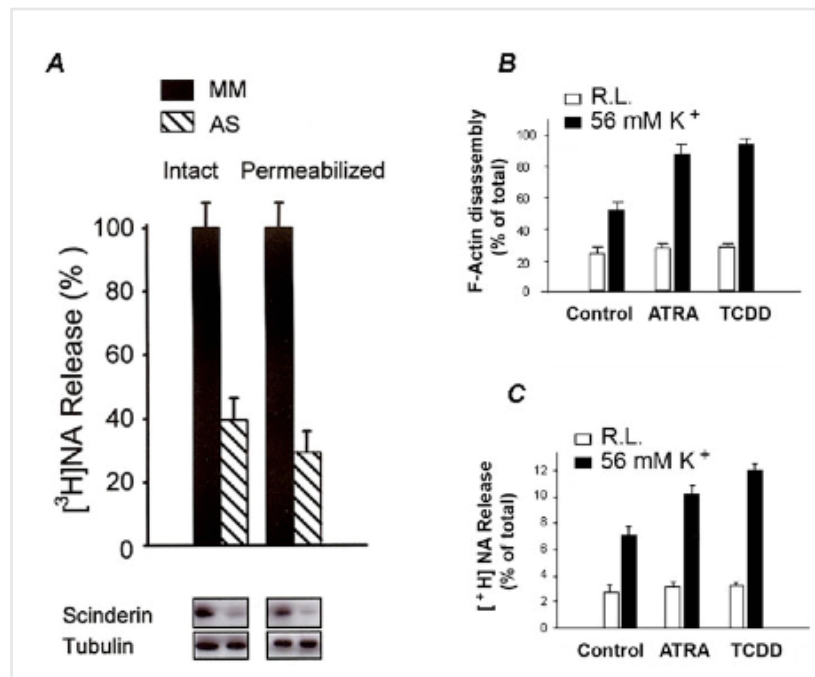 A
MM
AS
Intact Permeabilized
[³H]NA Release (%)
100
80
60
40
20
0
Scinderin
Tubulin
B
R.L.
56 mM K⁺
F-Actin disassembly
(% of total)
100
80
60
40
20
0
Control ATRA TCDD
C
R.L.
56 mM K⁺
[⁺H] NA Release
(% of total)
12
10
8
6
4
2
0
Control ATRA TCDD